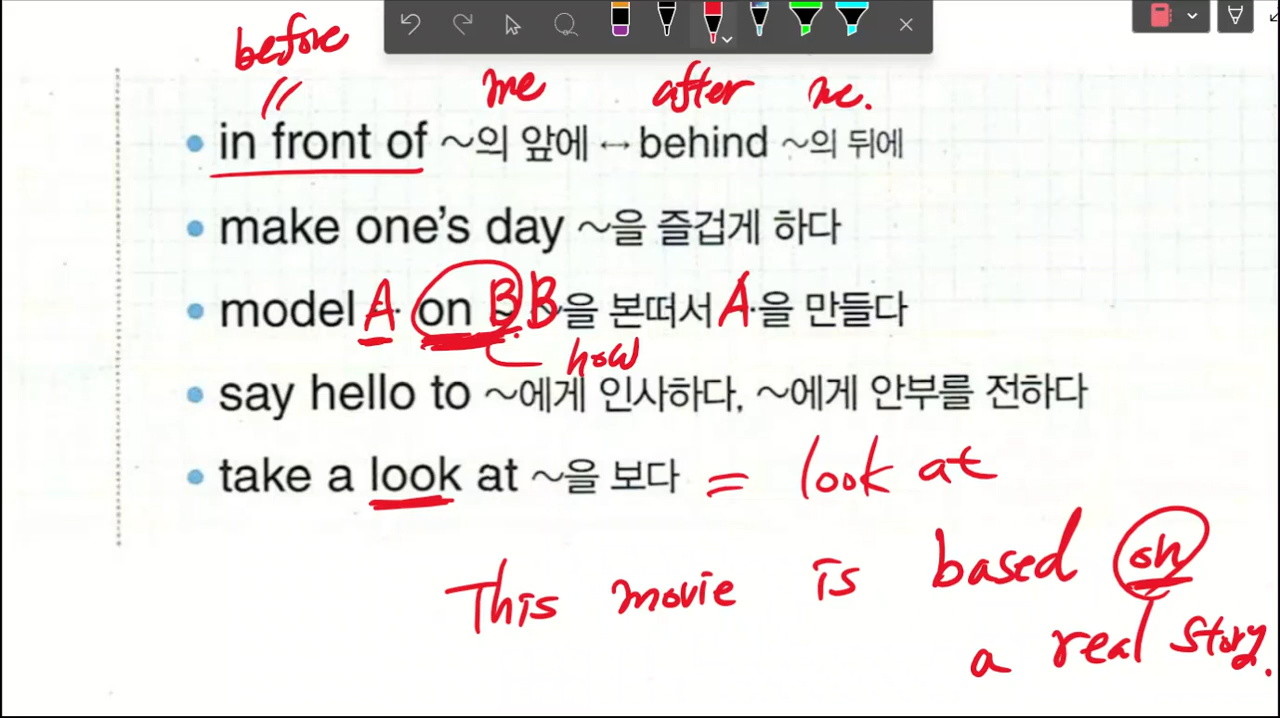 before
me after me.
in front of ~의 앞에 ↔ behind ~의 뒤에
make one's day ~을 즐겁게 하다
model A on B B을 본떠서 A을 만들다
how
say hello to ~에게 인사하다, ~에게 안부를 전하다
take a look at ~을 보다 = look at
This movie is based on
a real story.